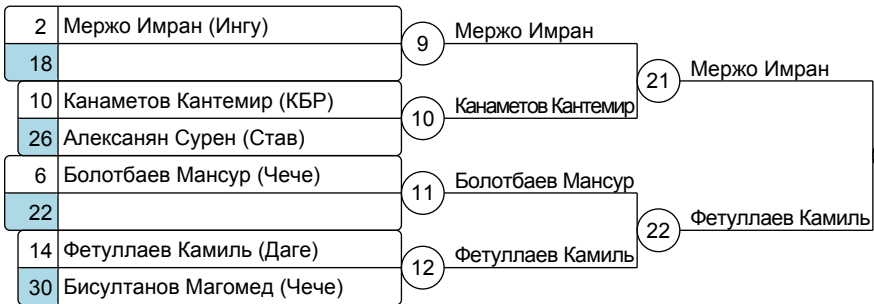 2 Мержо Имран (Ингу)
18
10 Канаметов Кантемир (КБР)
26 Алексанян Сурен (Став)
6 Болотбаев Мансур (Чече)
22
14 Фетуллаев Камиль (Даге)
30 Бисултанов Магомед (Чече)
9 Мержо Имран
10 Канаметов Кантемир
11 Болотбаев Мансур
12 Фетуллаев Камиль
21 Мержо Имран
22 Фетуллаев Камиль